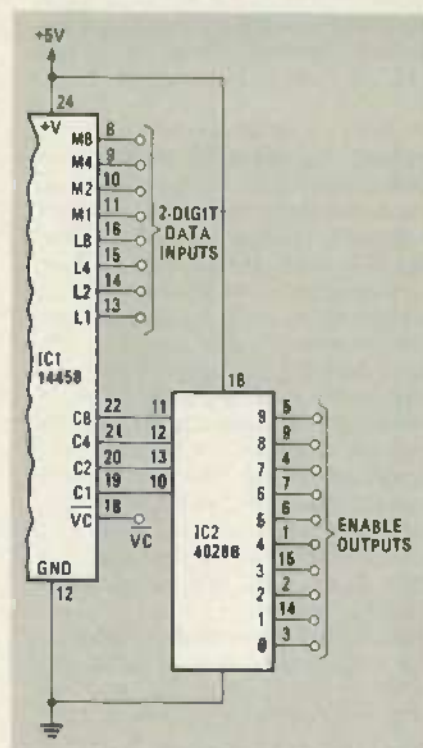 +5V
24
+V
M8 8
M4 9
M2 10
M1 11
L8 16
L4 15
L2 14
L1 13
2-DIGIT
DATA
INPUTS
IC1
14458
C8 22 11
C4 21 12
C2 20 13
C1 19 10
VC 18
VC
GND
12
16
IC2
4028B
9 5
8 9
7 4
6 7
5 6
4 1
3 15
2 2
1 14
0 3
ENABLE
OUTPUTS